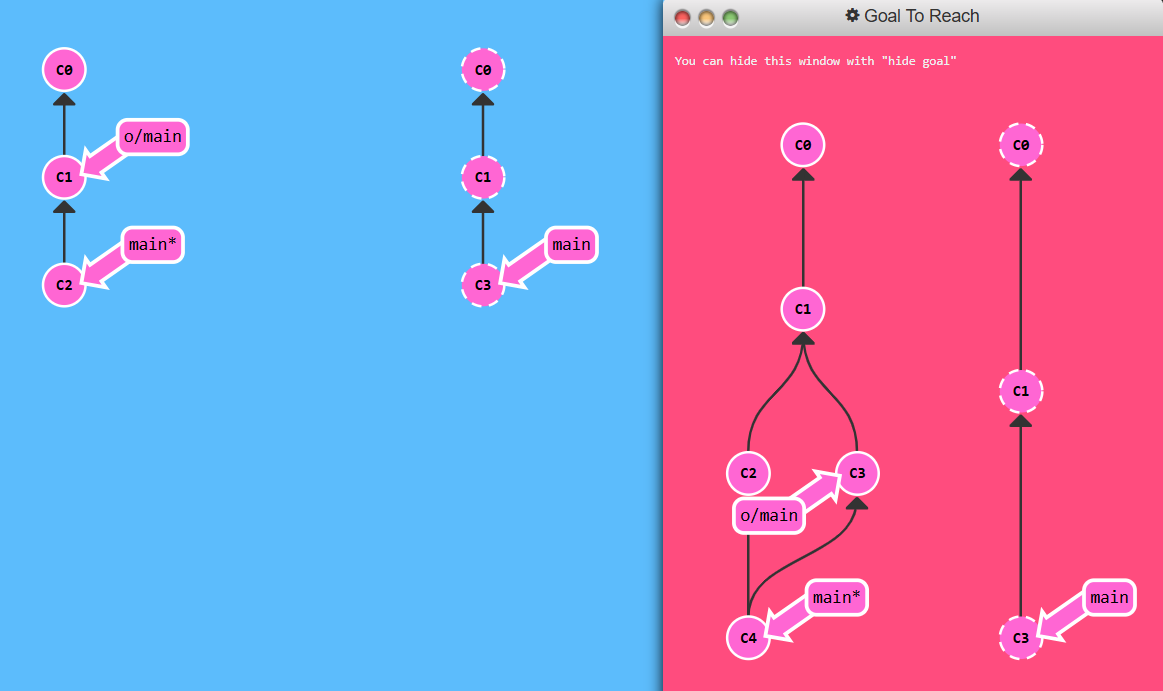 C0
C0
o/main
C1
C1
main*
main
C2
C3
Goal To Reach
You can hide this window with "hide goal"
C0
C0
C1
C1
C2
C3
o/main
main*
main
C4
C3